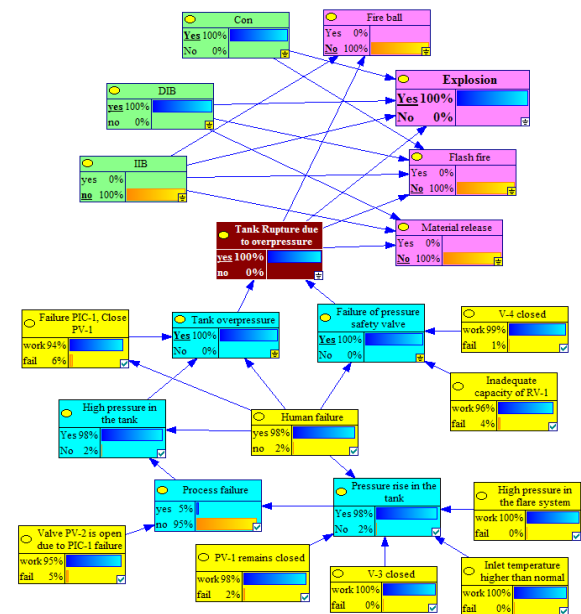 Con
Yes 100%
No 0%
Fire ball
Yes 0%
No 100%
DIB
yes 100%
no 0%
Explosion
Yes 100%
No 0%
IIB
yes 0%
no 100%
Flash fire
Yes 0%
No 100%
Tank Rupture due
to overpressure
yes 100%
no 0%
Material release
Yes 0%
No 100%
Failure PIC-1, Close
PV-1
work 94%
fail 6%
Tank overpressure
Yes 100%
No 0%
Failure of pressure
safety valve
Yes 100%
No 0%
V-4 closed
work 99%
fail 1%
Inadequate
capacity of RV-1
work 96%
fail 4%
High pressure in
the tank
Yes 98%
No 2%
Human failure
yes 98%
no 2%
Process failure
yes 5%
no 95%
Pressure rise in the
tank
Yes 98%
No 2%
High pressure in
the flare system
work 100%
fail 0%
Valve PV-2 is open
due to PIC-1 failure
work 95%
fail 5%
PV-1 remains closed
work 98%
fail 2%
V-3 closed
work 100%
fail 0%
Inlet temperature
higher than normal
work 100%
fail 0%